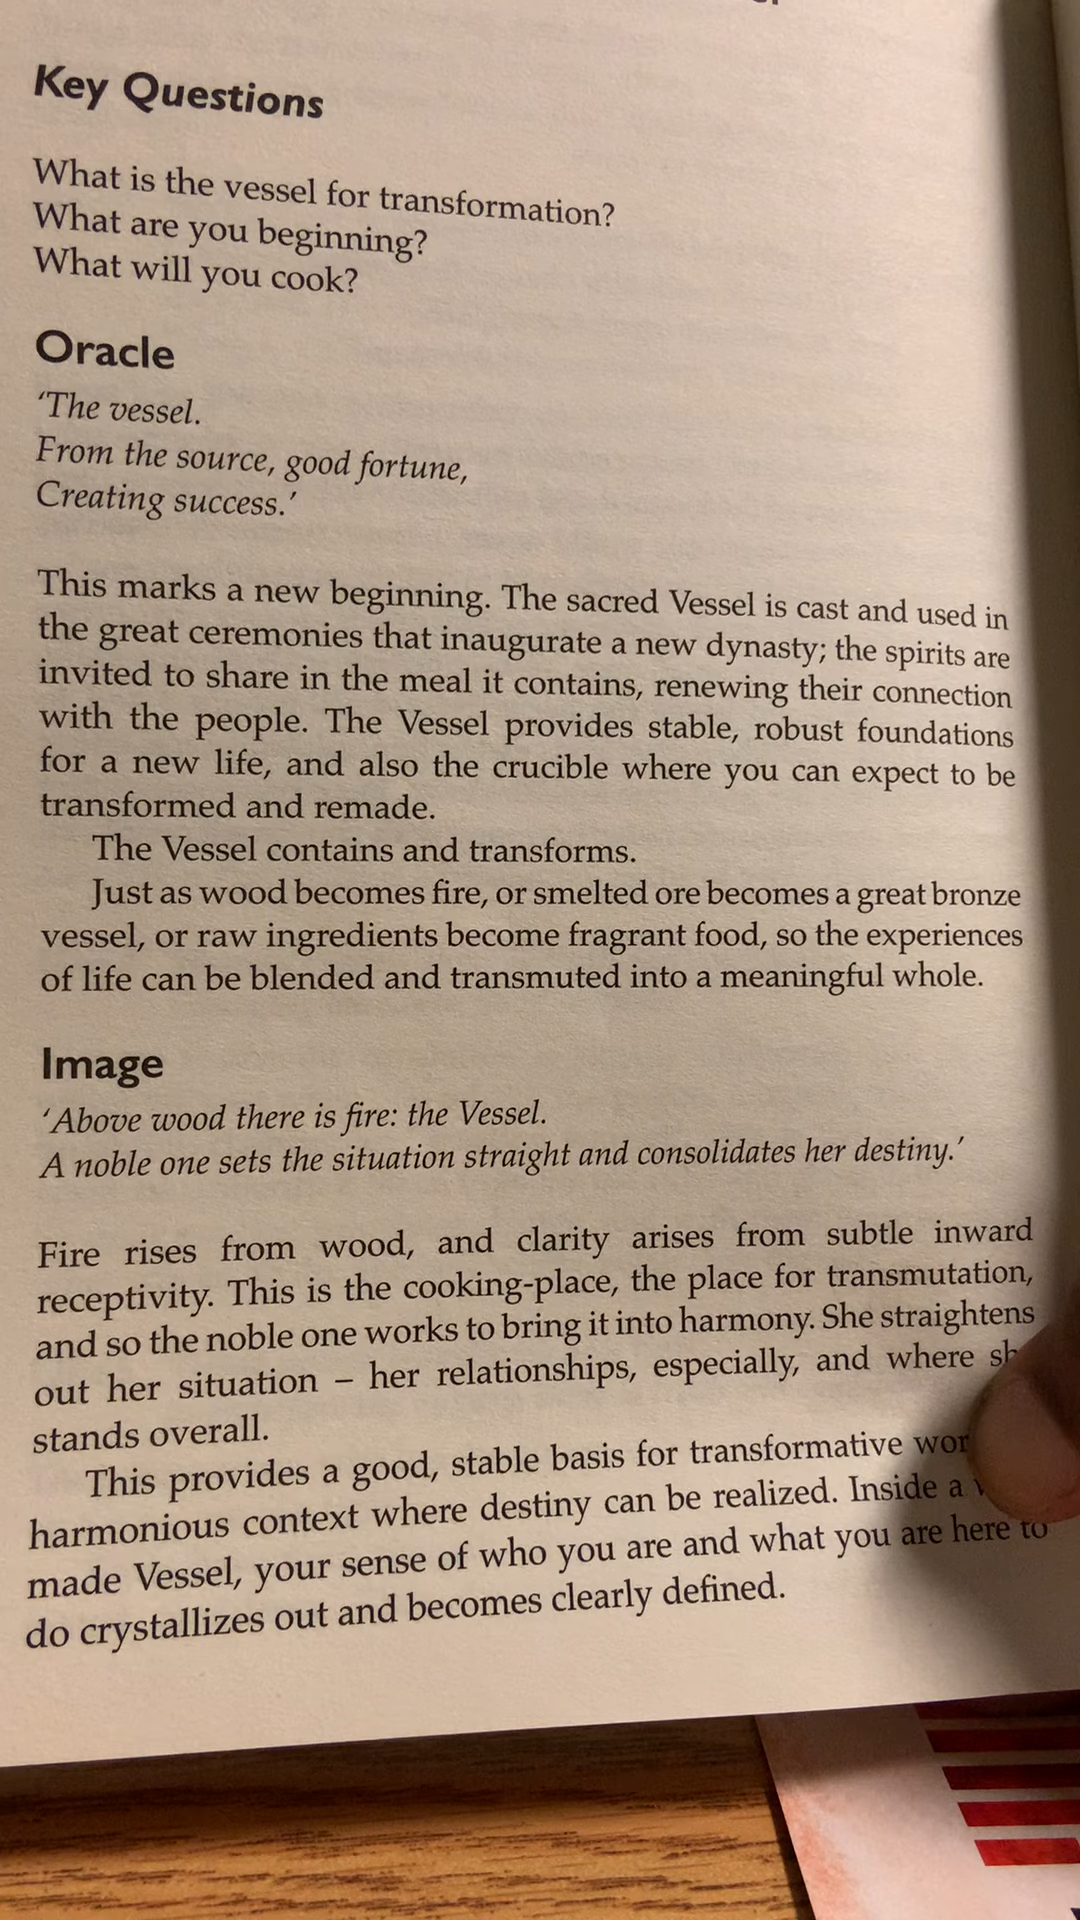 Key Questions
What is the vessel for transformation?
What are you beginning?
What will you cook?
Oracle
‘The vessel.
From the source, good fortune,
Creating success.’
This marks a new beginning. The sacred Vessel is cast and used in
the great ceremonies that inaugurate a new dynasty; the spirits are
invited to share in the meal it contains, renewing their connection
with the people. The Vessel provides stable, robust foundations
for a new life, and also the crucible where you can expect to be
transformed and remade.
The Vessel contains and transforms.
Just as wood becomes fire, or smelted ore becomes a great bronze
vessel, or raw ingredients become fragrant food, so the experiences
of life can be blended and transmuted into a meaningful whole.
Image
‘Above wood there is fire: the Vessel.
A noble one sets the situation straight and consolidates her destiny.’
Fire rises from wood, and clarity arises from subtle inward
receptivity. This is the cooking-place, the place for transmutation,
and so the noble one works to bring it into harmony. She straightens
out her situation – her relationships, especially, and where
stands overall.
This provides a good, stable basis for transformative
harmonious context where destiny can be realized. Inside a
made Vessel, your sense of who you are and what you are here to
do crystallizes out and becomes clearly defined.